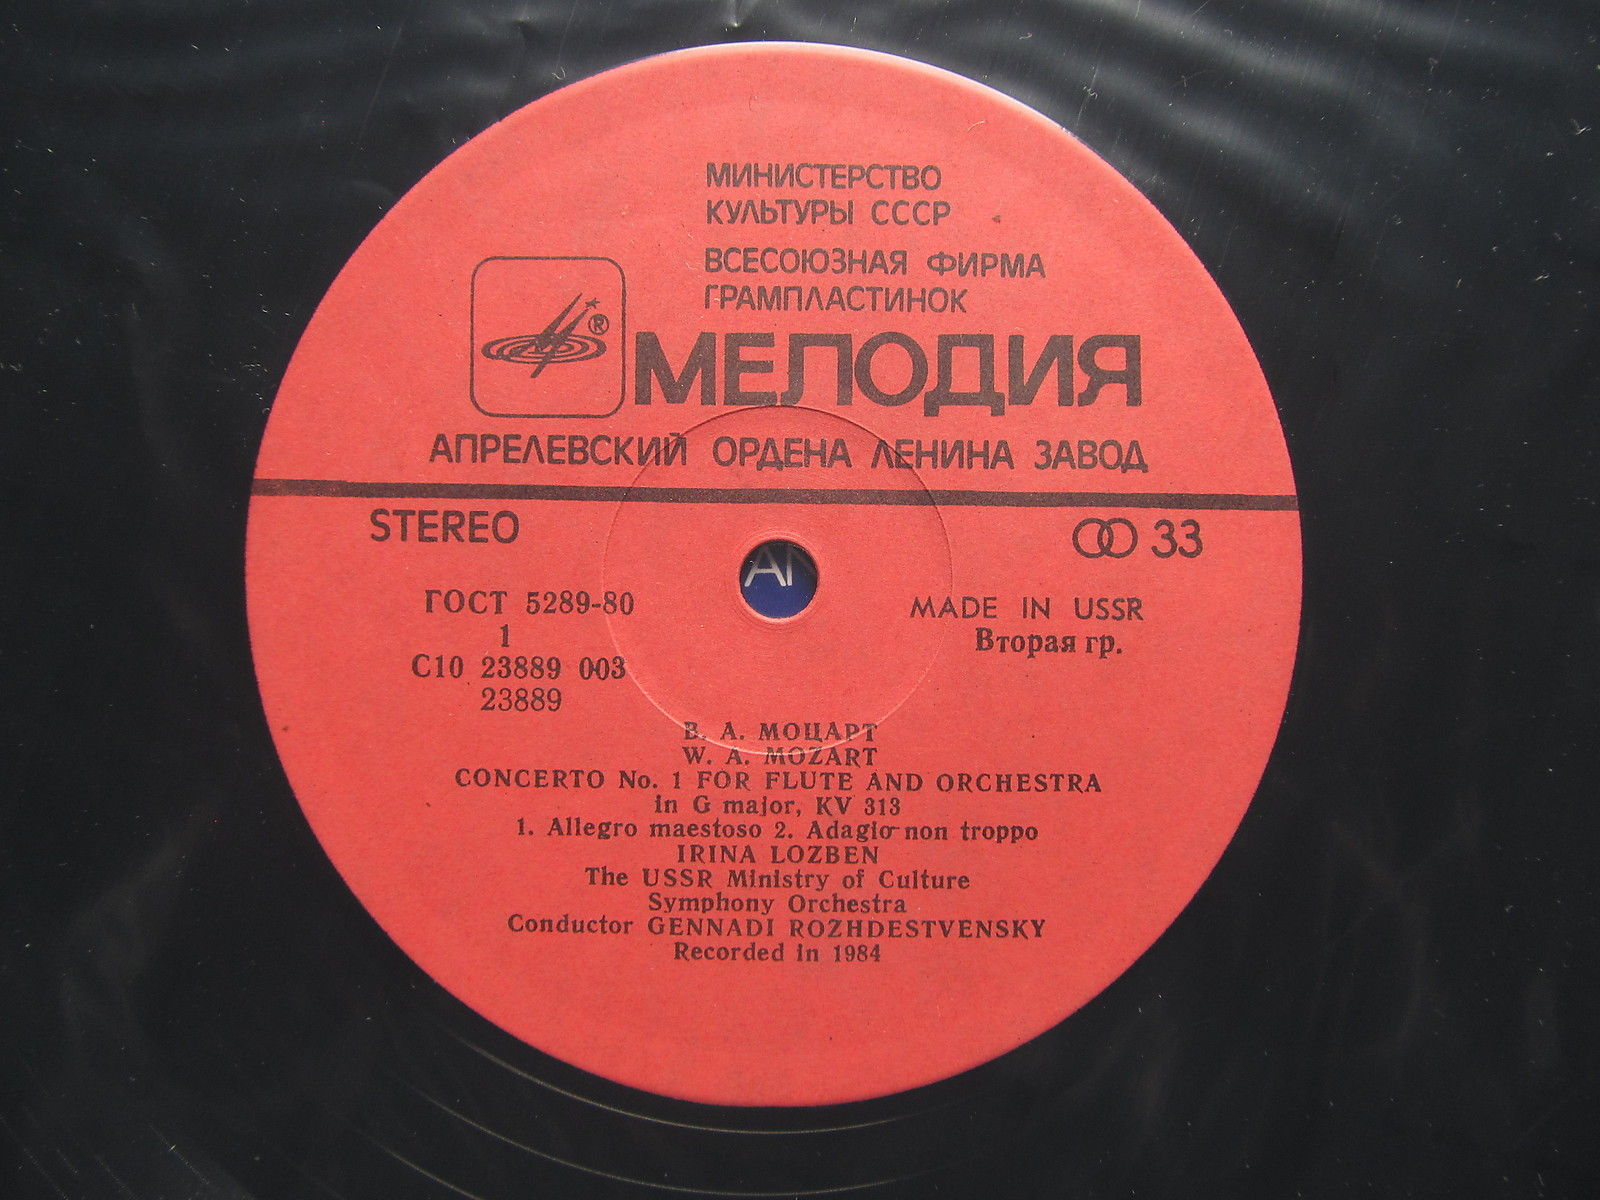 МИНИСТЕРСТВО
КУЛЬТУРЫ СССР
ВСЕСОЮЗНАЯ ФИРМА
ГРАМПЛАСТИНОК
®
МЕЛОДИЯ
АПРЕЛЕВСКИЙ ОРДЕНА ЛЕНИНА ЗАВОД
STEREO
33
ГОСТ 5289-80
1
С10 23889 003
23889
MADE IN USSR
Вторая гр.
В. А. МОЦАРТ
W. A. MOZART
CONCERTO No. 1 FOR FLUTE AND ORCHESTRA
in G major, KV 313
1. Allegro maestoso 2. Adagio non troppo
IRINA LOZBEN
The USSR Ministry of Culture
Symphony Orchestra
Conductor GENNADI ROZHDESTVENSKY
Recorded in 1984